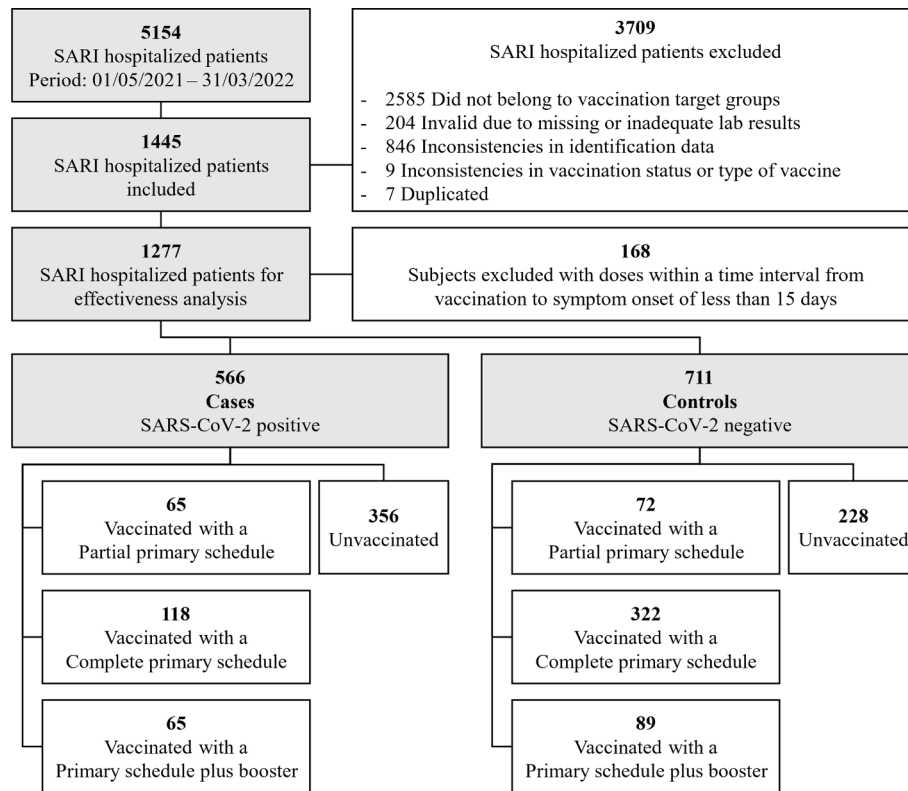 5154
SARI hospitalized patients
Period: 01/05/2021 – 31/03/2022
3709
SARI hospitalized patients excluded
- 2585 Did not belong to vaccination target groups
- 204 Invalid due to missing or inadequate lab results
- 846 Inconsistencies in identification data
- 9 Inconsistencies in vaccination status or type of vaccine
- 7 Duplicated
1445
SARI hospitalized patients
included
1277
SARI hospitalized patients for
effectiveness analysis
168
Subjects excluded with doses within a time interval from
vaccination to symptom onset of less than 15 days
566
Cases
SARS-CoV-2 positive
711
Controls
SARS-CoV-2 negative
65
Vaccinated with a
Partial primary schedule
356
Unvaccinated
72
Vaccinated with a
Partial primary schedule
228
Unvaccinated
118
Vaccinated with a
Complete primary schedule
322
Vaccinated with a
Complete primary schedule
65
Vaccinated with a
Primary schedule plus booster
89
Vaccinated with a
Primary schedule plus booster